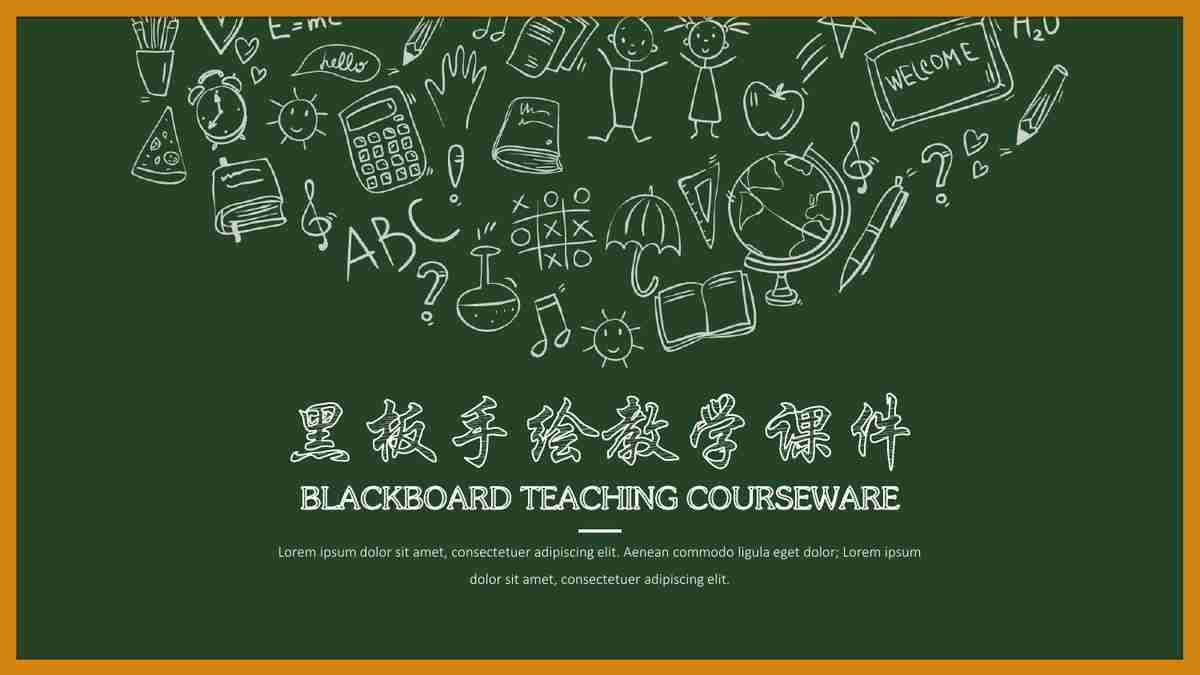 E=mc
H₂O
hello
WELCOME
ABC
X O O
O X X
X O
黑板手绘教学课件
BLACKBOARD TEACHING COURSEWARE
Lorem ipsum dolor sit amet, consectetuer adipiscing elit. Aenean commodo ligula eget dolor; Lorem ipsum
dolor sit amet, consectetuer adipiscing elit.